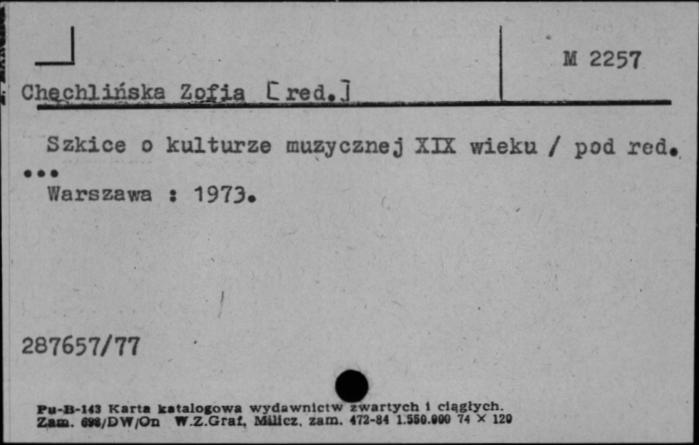 M 2257
Chęchlińska Zofia [red.]
Szkice o kulturze muzycznej XIX wieku / pod red.
...
Warszawa : 1973.
287657/77
Pu-B-143 Karta katalogowa wydawnictw zwartych i ciągłych.
Zam. 698/DW/On W.Z.Graf. Milicz, zam. 472-84 1.550.000 74 × 120